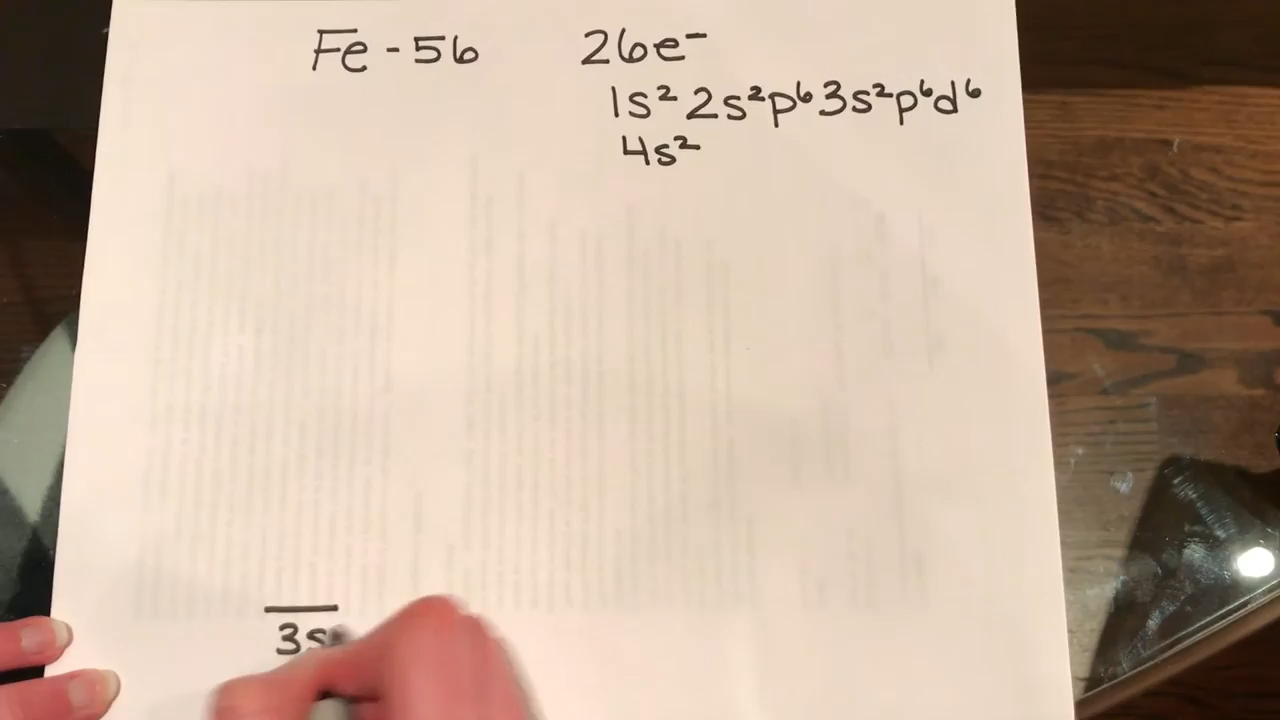 Fe - 56 26e⁻
1s² 2s²p⁶ 3s²p⁶d⁶
4s²
3s